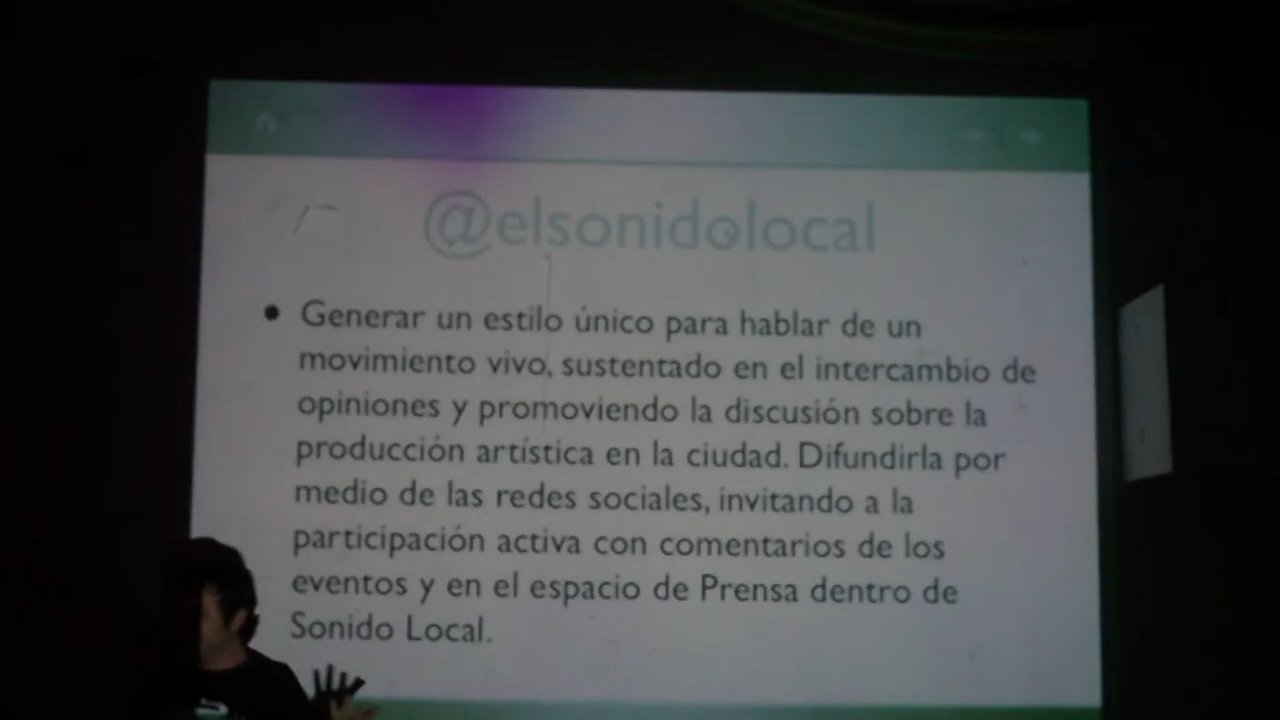 @elsonidolocal
• Generar un estilo único para hablar de un
movimiento vivo, sustentado en el intercambio de
opiniones y promoviendo la discusión sobre la
producción artística en la ciudad. Difundirla por
medio de las redes sociales, invitando a la
participación activa con comentarios de los
eventos y en el espacio de Prensa dentro de
Sonido Local.